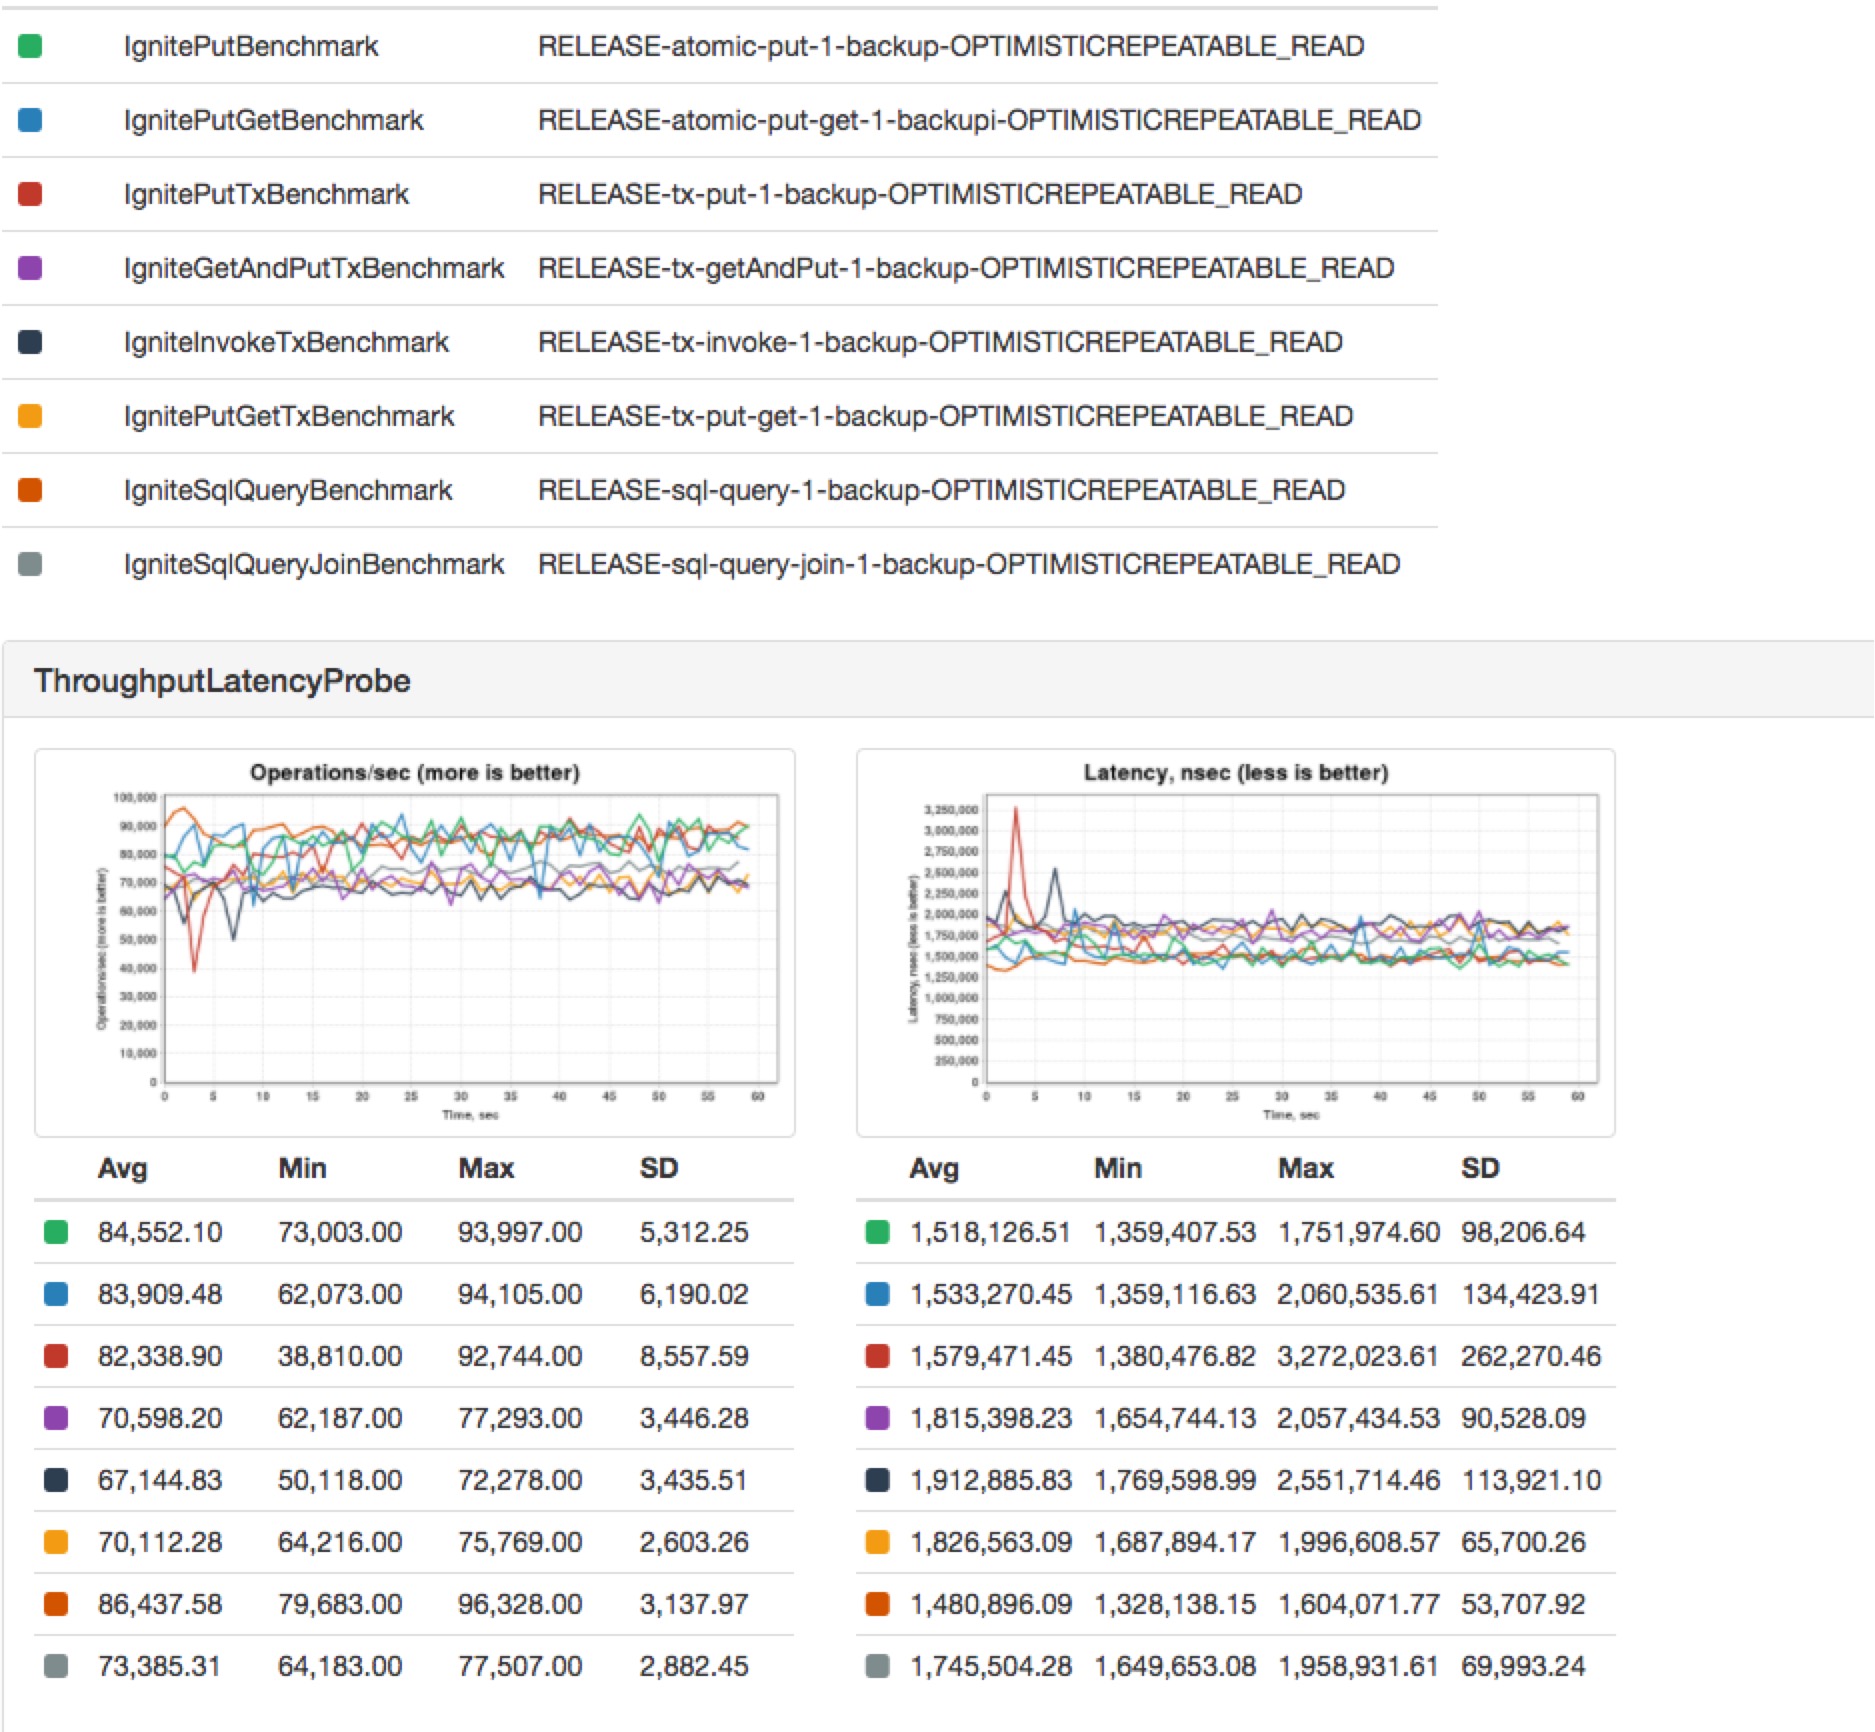 IgnitePutBenchmark RELEASE-atomic-put-1-backup-OPTIMISTICREPEATABLE_READ
IgnitePutGetBenchmark RELEASE-atomic-put-get-1-backupi-OPTIMISTICREPEATABLE_READ
IgnitePutTxBenchmark RELEASE-tx-put-1-backup-OPTIMISTICREPEATABLE_READ
IgniteGetAndPutTxBenchmark RELEASE-tx-getAndPut-1-backup-OPTIMISTICREPEATABLE_READ
IgniteInvokeTxBenchmark RELEASE-tx-invoke-1-backup-OPTIMISTICREPEATABLE_READ
IgnitePutGetTxBenchmark RELEASE-tx-put-get-1-backup-OPTIMISTICREPEATABLE_READ
IgniteSqlQueryBenchmark RELEASE-sql-query-1-backup-OPTIMISTICREPEATABLE_READ
IgniteSqlQueryJoinBenchmark RELEASE-sql-query-join-1-backup-OPTIMISTICREPEATABLE_READ
ThroughputLatencyProbe
Operations/sec (more is better)
100,000
90,000
80,000
70,000
60,000
50,000
40,000
30,000
20,000
10,000
0
Operations/sec (more is better)
0 5 10 15 20 25 30 35 40 45 50 55 60
Time, sec
Latency, nsec (less is better)
3,250,000
3,000,000
2,750,000
2,500,000
2,250,000
2,000,000
1,750,000
1,500,000
1,250,000
1,000,000
750,000
500,000
250,000
0
Latency, nsec (less is better)
0 5 10 15 20 25 30 35 40 45 50 55 60
Time, sec
Avg Min Max SD
84,552.10 73,003.00 93,997.00 5,312.25
83,909.48 62,073.00 94,105.00 6,190.02
82,338.90 38,810.00 92,744.00 8,557.59
70,598.20 62,187.00 77,293.00 3,446.28
67,144.83 50,118.00 72,278.00 3,435.51
70,112.28 64,216.00 75,769.00 2,603.26
86,437.58 79,683.00 96,328.00 3,137.97
73,385.31 64,183.00 77,507.00 2,882.45
Avg Min Max SD
1,518,126.51 1,359,407.53 1,751,974.60 98,206.64
1,533,270.45 1,359,116.63 2,060,535.61 134,423.91
1,579,471.45 1,380,476.82 3,272,023.61 262,270.46
1,815,398.23 1,654,744.13 2,057,434.53 90,528.09
1,912,885.83 1,769,598.99 2,551,714.46 113,921.10
1,826,563.09 1,687,894.17 1,996,608.57 65,700.26
1,480,896.09 1,328,138.15 1,604,071.77 53,707.92
1,745,504.28 1,649,653.08 1,958,931.61 69,993.24